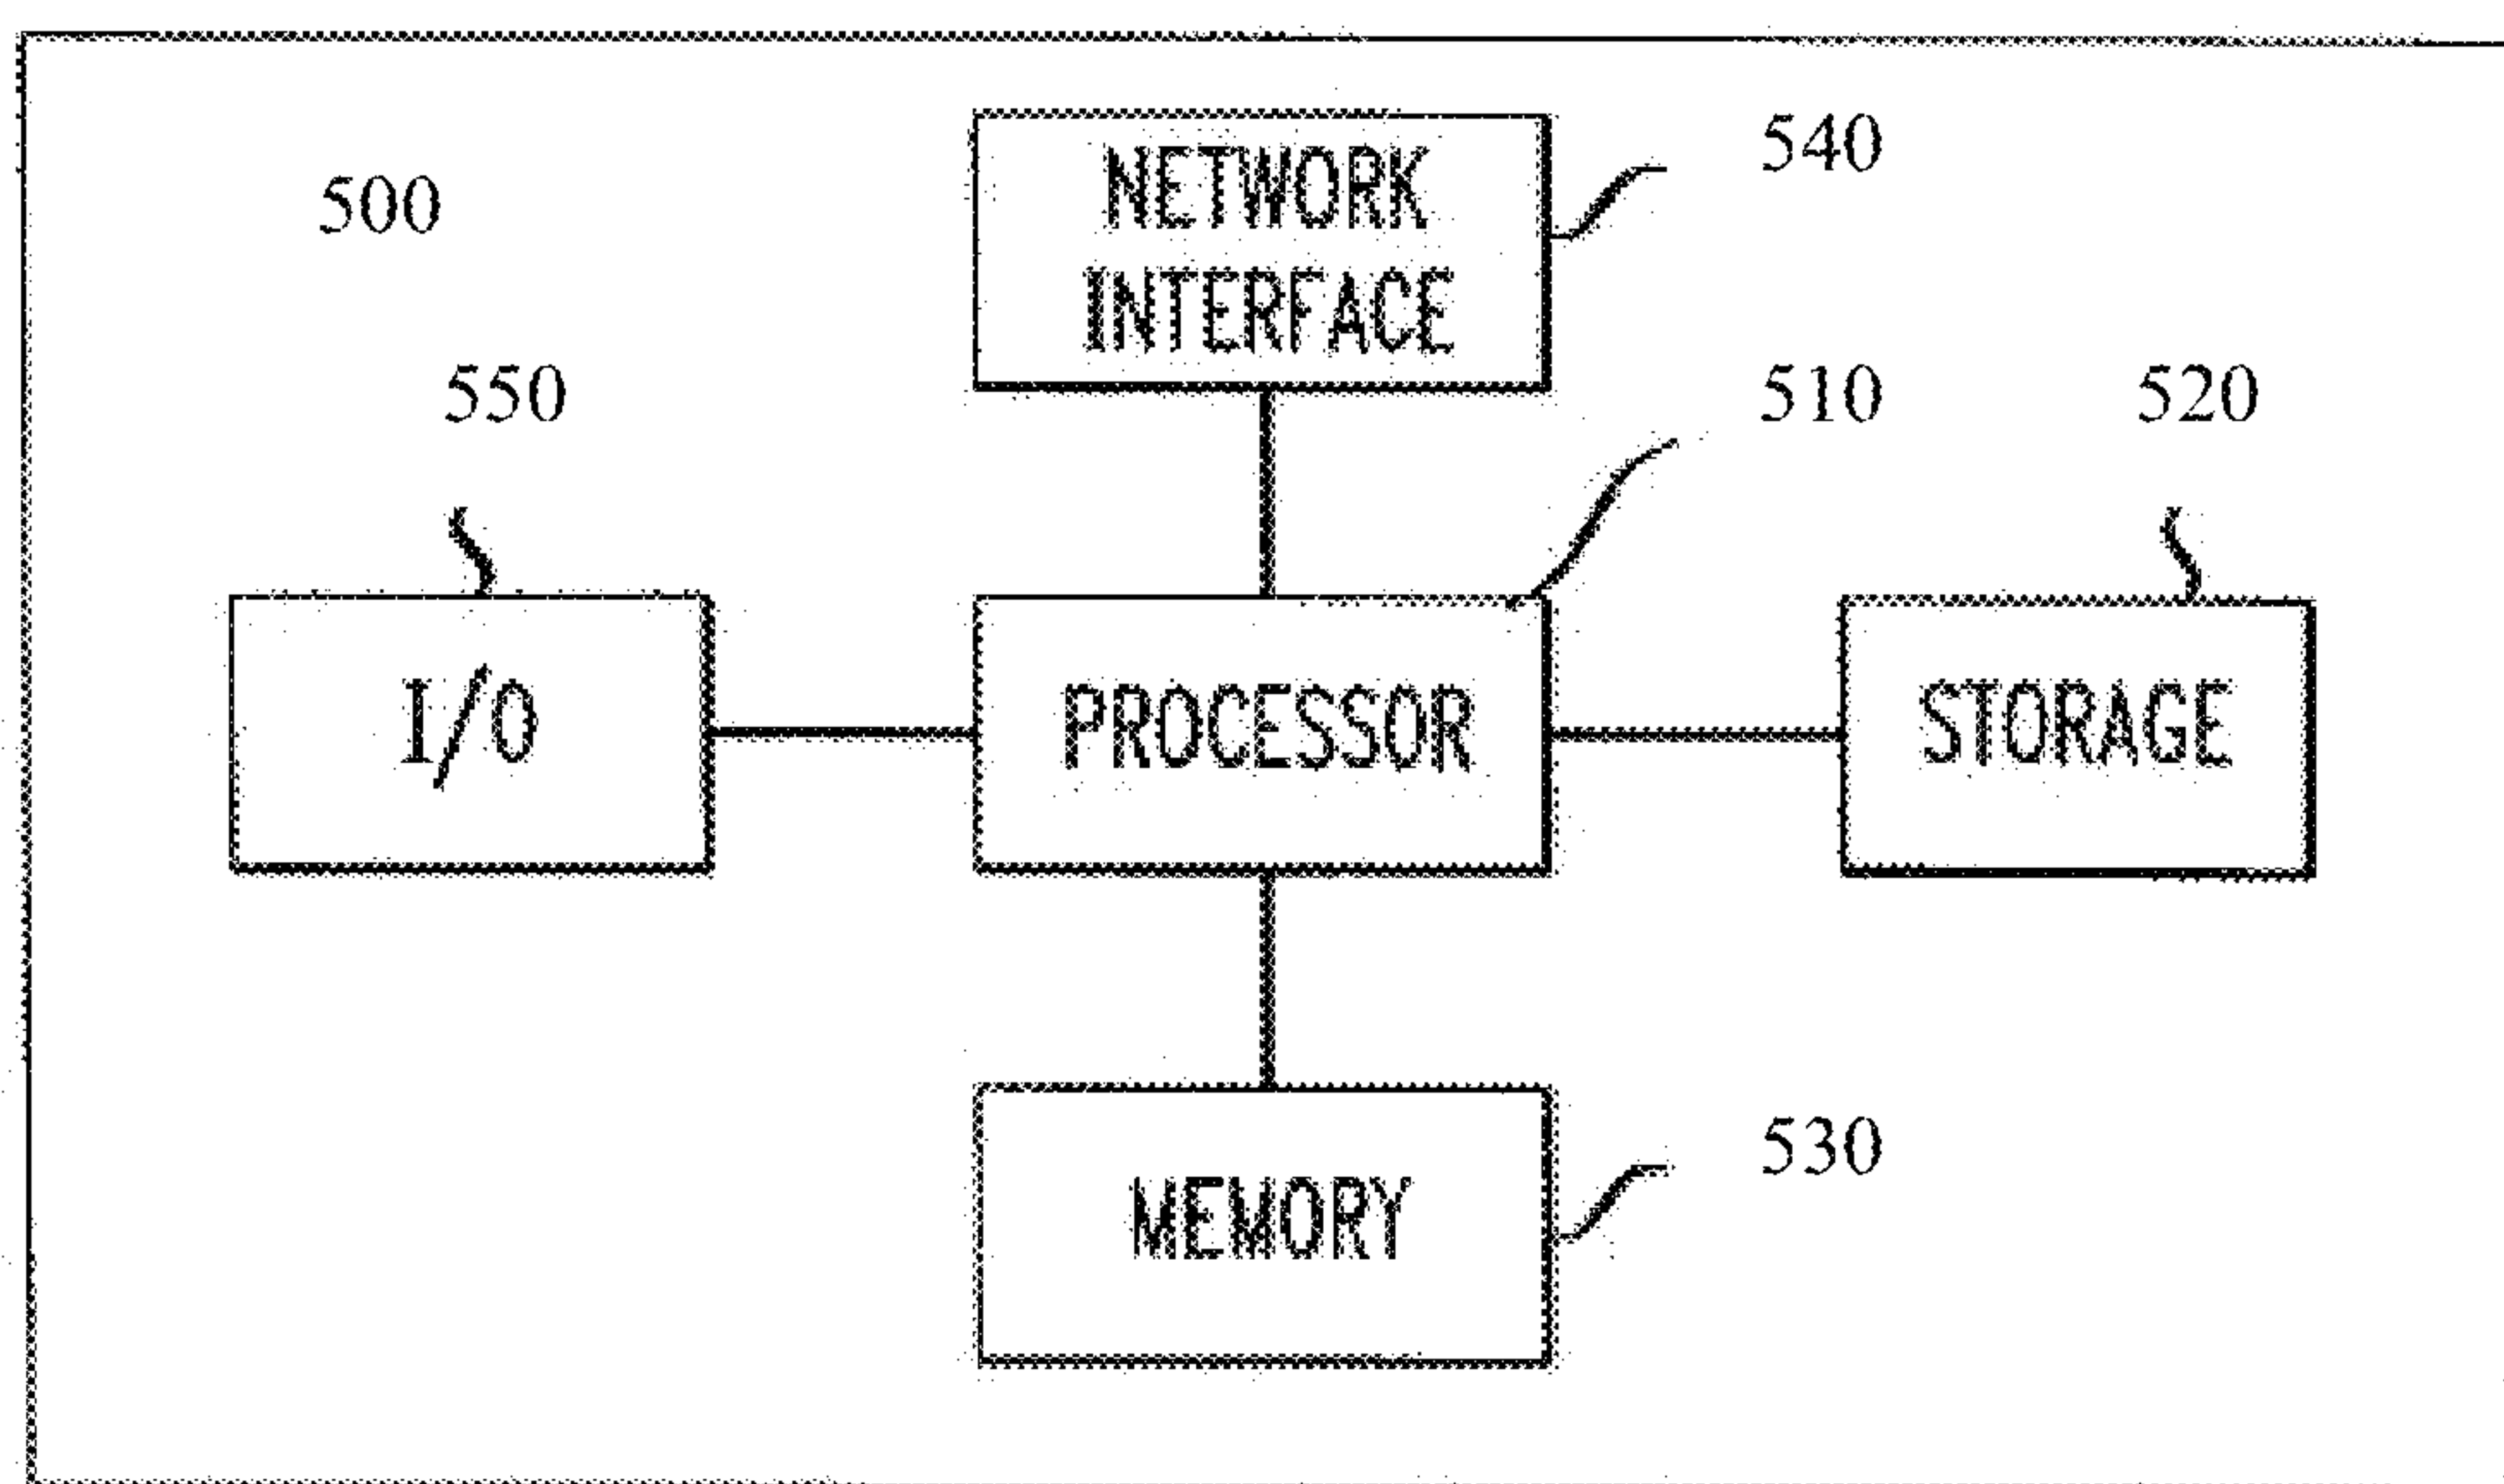 540
NETWORK
500
INTERFACE
550
510
520
I/O
PROCESSOR
STORAGE
530
MEMORY